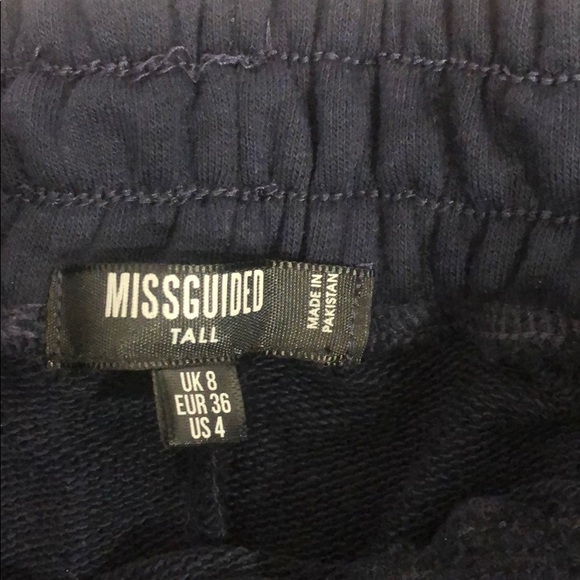 MISSGUIDED
TALL
MADE IN
PAKISTAN
UK 8
EUR 36
US 4